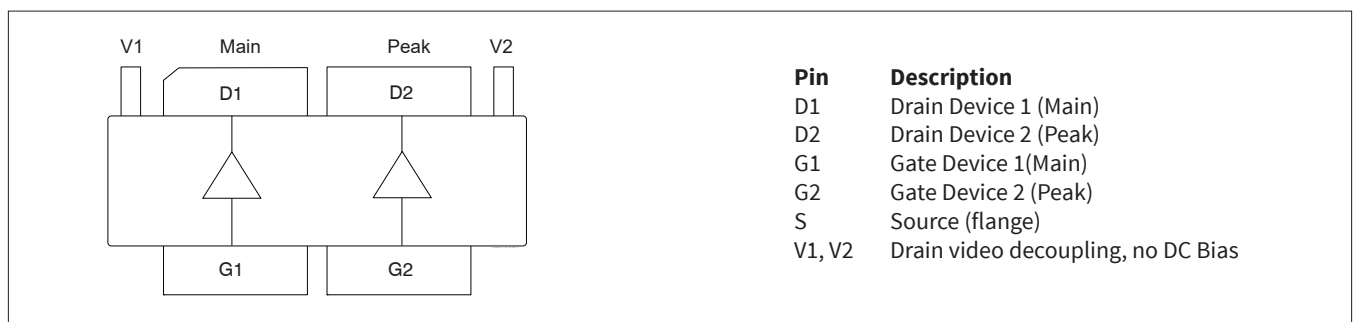 V1 Main Peak V2
D1 D2
G1 G2
Pin Description
D1 Drain Device 1 (Main)
D2 Drain Device 2 (Peak)
G1 Gate Device 1(Main)
G2 Gate Device 2 (Peak)
S Source (flange)
V1, V2 Drain video decoupling, no DC Bias